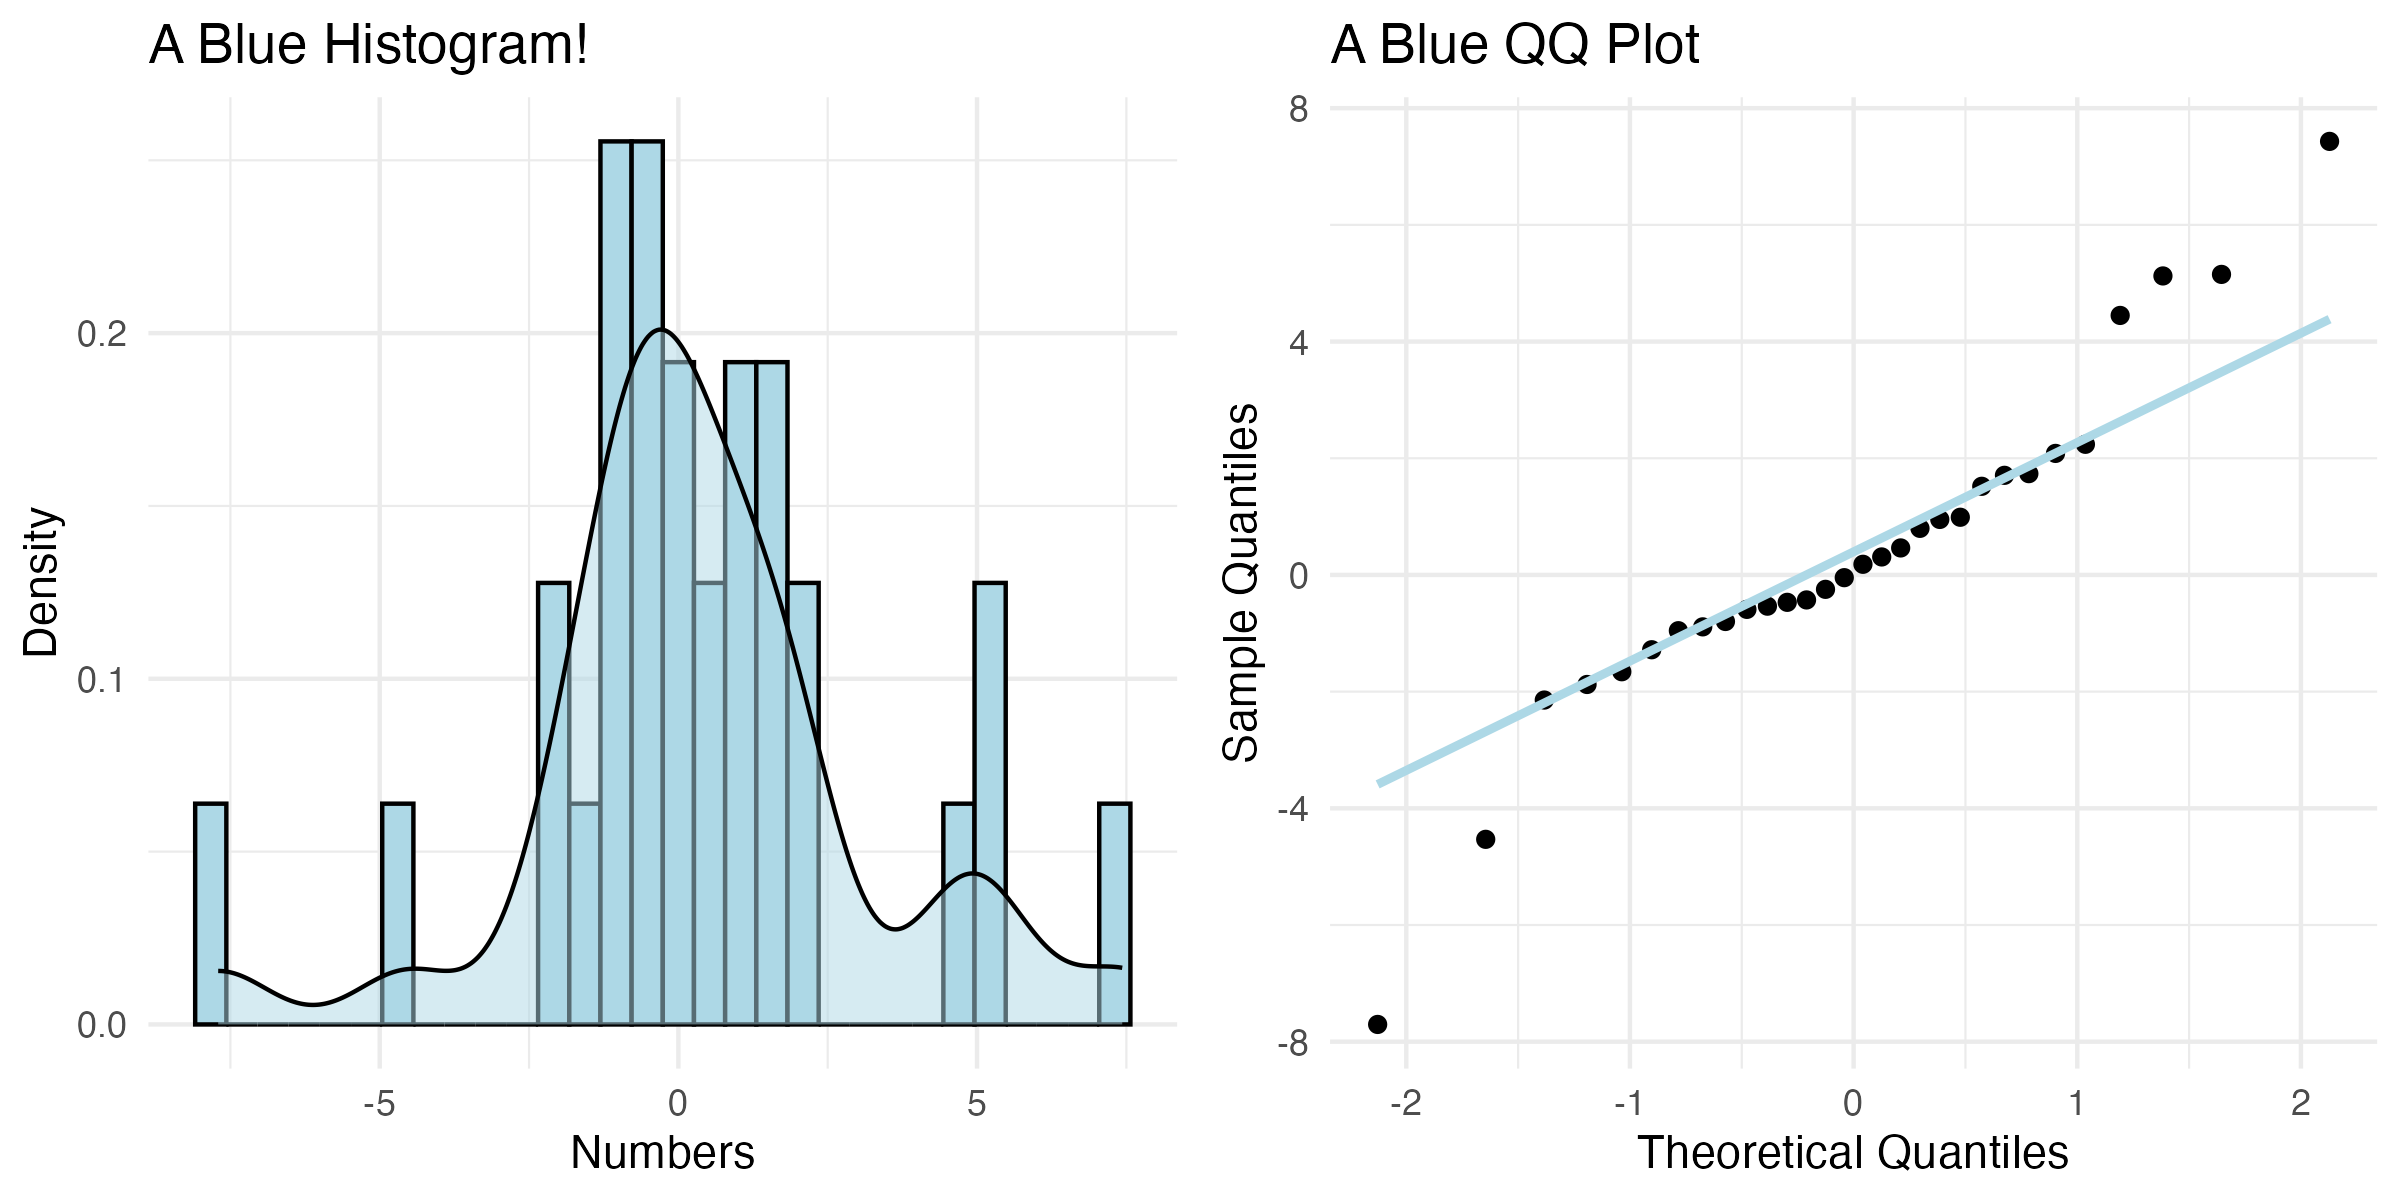 A Blue Histogram!
Density
0.2
0.1
0.0
-5 0 5
Numbers
A Blue QQ Plot
Sample Quantiles
8
4
0
-4
-8
-2 -1 0 1 2
Theoretical Quantiles